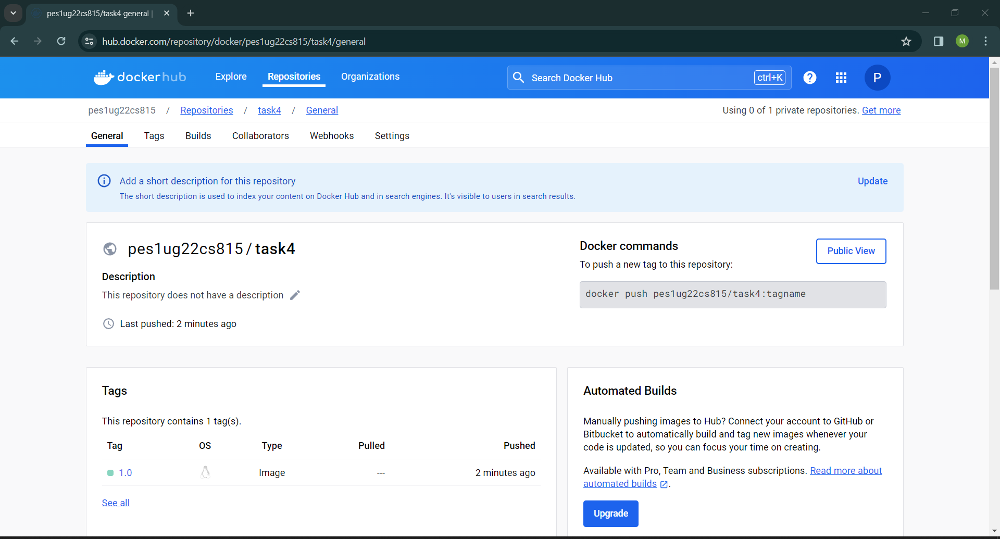 pes1ug22cs815/task4 general |
hub.docker.com/repository/docker/pes1ug22cs815/task4/general
M
dockerhub
Explore
Repositories
Organizations
Search Docker Hub
ctrl+K
?
P
pes1ug22cs815 / Repositories / task4 / General
Using 0 of 1 private repositories. Get more
General
Tags
Builds
Collaborators
Webhooks
Settings
Add a short description for this repository
Update
The short description is used to index your content on Docker Hub and in search engines. It's visible to users in search results.
pes1ug22cs815 / task4
Description
This repository does not have a description
Last pushed: 2 minutes ago
Docker commands
Public View
To push a new tag to this repository:
docker push pes1ug22cs815/task4:tagname
Tags
This repository contains 1 tag(s).
Tag OS Type Pulled Pushed
1.0 Image --- 2 minutes ago
See all
Automated Builds
Manually pushing images to Hub? Connect your account to GitHub or
Bitbucket to automatically build and tag new images whenever your
code is updated, so you can focus your time on creating.
Available with Pro, Team and Business subscriptions. Read more about
automated builds.
Upgrade